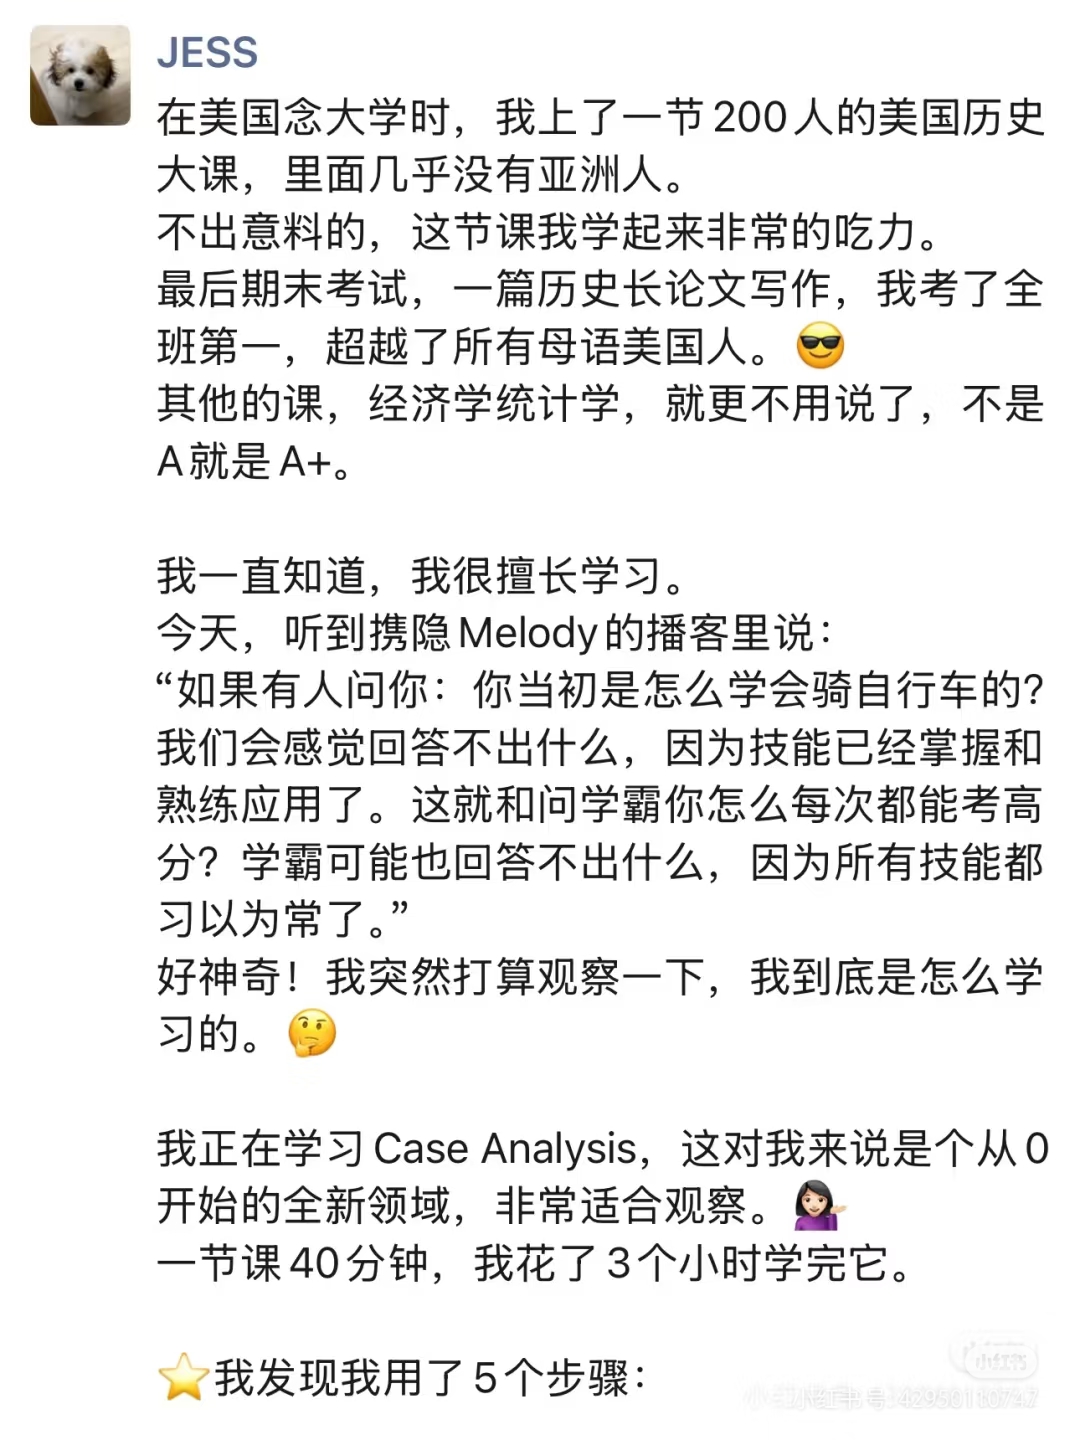 JESS
在美国念大学时，我上了一节200人的美国历史
大课，里面几乎没有亚洲人。
不出意料的，这节课我学起来非常的吃力。
最后期末考试，一篇历史长论文写作，我考了全
班第一，超越了所有母语美国人。😎
其他的课，经济学统计学，就更不用说了，不是
A就是A+。
我一直知道，我很擅长学习。
今天，听到携隐Melody的播客里说：
“如果有人问你：你当初是怎么学会骑自行车的？
我们会感觉回答不出什么，因为技能已经掌握和
熟练应用了。这就和问学霸你怎么每次都能考高
分？学霸可能也回答不出什么，因为所有技能都
习以为常了。”
好神奇！我突然打算观察一下，我到底是怎么学
习的。🤔
我正在学习Case Analysis，这对我来说是个从0
开始的全新领域，非常适合观察。💁🏻‍♀️
一节课40分钟，我花了3个小时学完它。
⭐我发现我用了5个步骤：
小红书